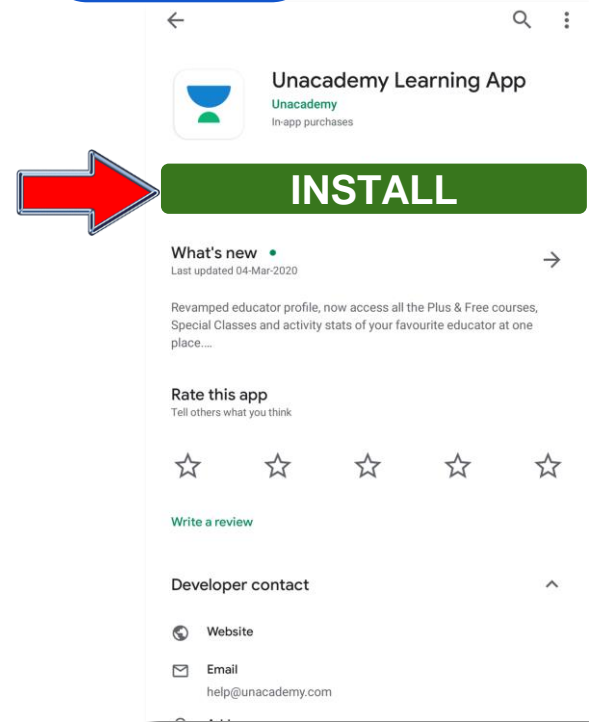 Unacademy Learning App
Unacademy
In-app purchases
INSTALL
What's new
Last updated 04-Mar-2020
Revamped educator profile, now access all the Plus & Free courses,
Special Classes and activity stats of your favourite educator at one
place....
Rate this app
Tell others what you think
Write a review
Developer contact
Website
Email
help@unacademy.com